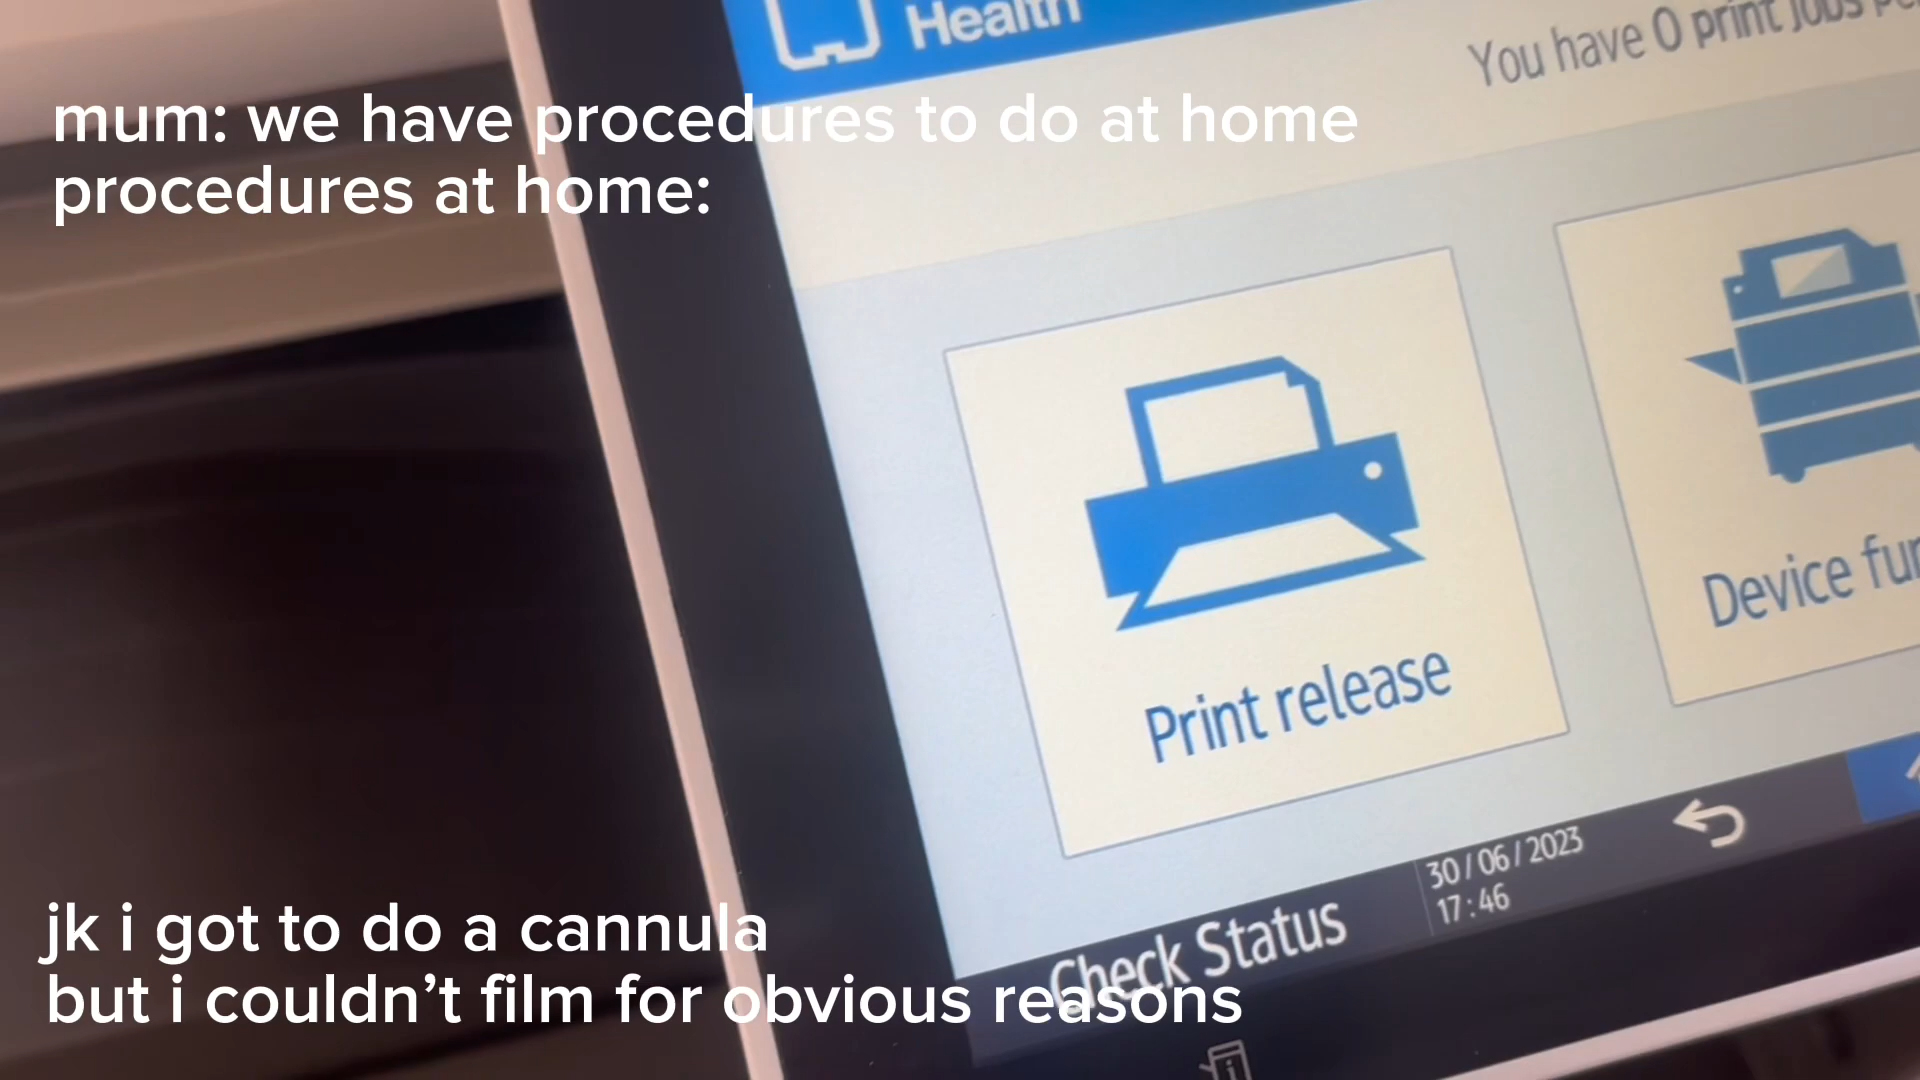 Health
You have 0 print jobs
mum: we have procedures to do at home
procedures at home:
Print release
Device
30/06/2023
17:46
Check Status
jk i got to do a cannula
but i couldn't film for obvious reasons